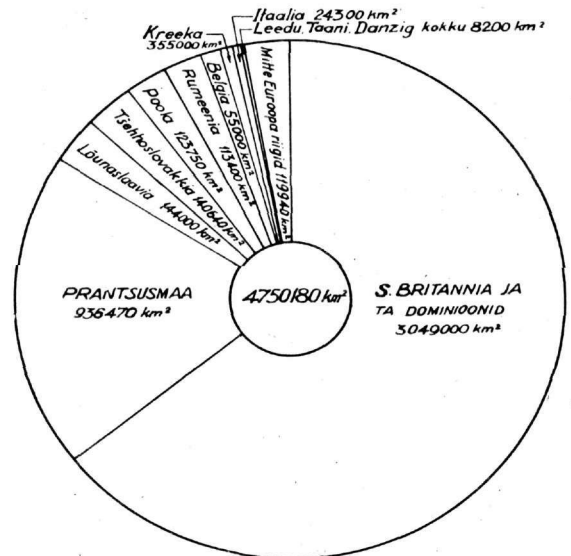 Itaalia 24300 km²
Leedu, Taani, Danzig kokku 8200 km²
Kreeka
355000 km²
Mitte Euroopa riigid 119940 km²
Belgia 55000 km²
Rumeenia 113400 km²
Poola 123750 km²
Tsehhoslovakkia 140640 km²
Lõunaslaavia 144000 km²
PRANTSUSMAA
936470 km²
4750180 km²
S. BRITANNIA JA
TA DOMINIOONID
3049000 km²